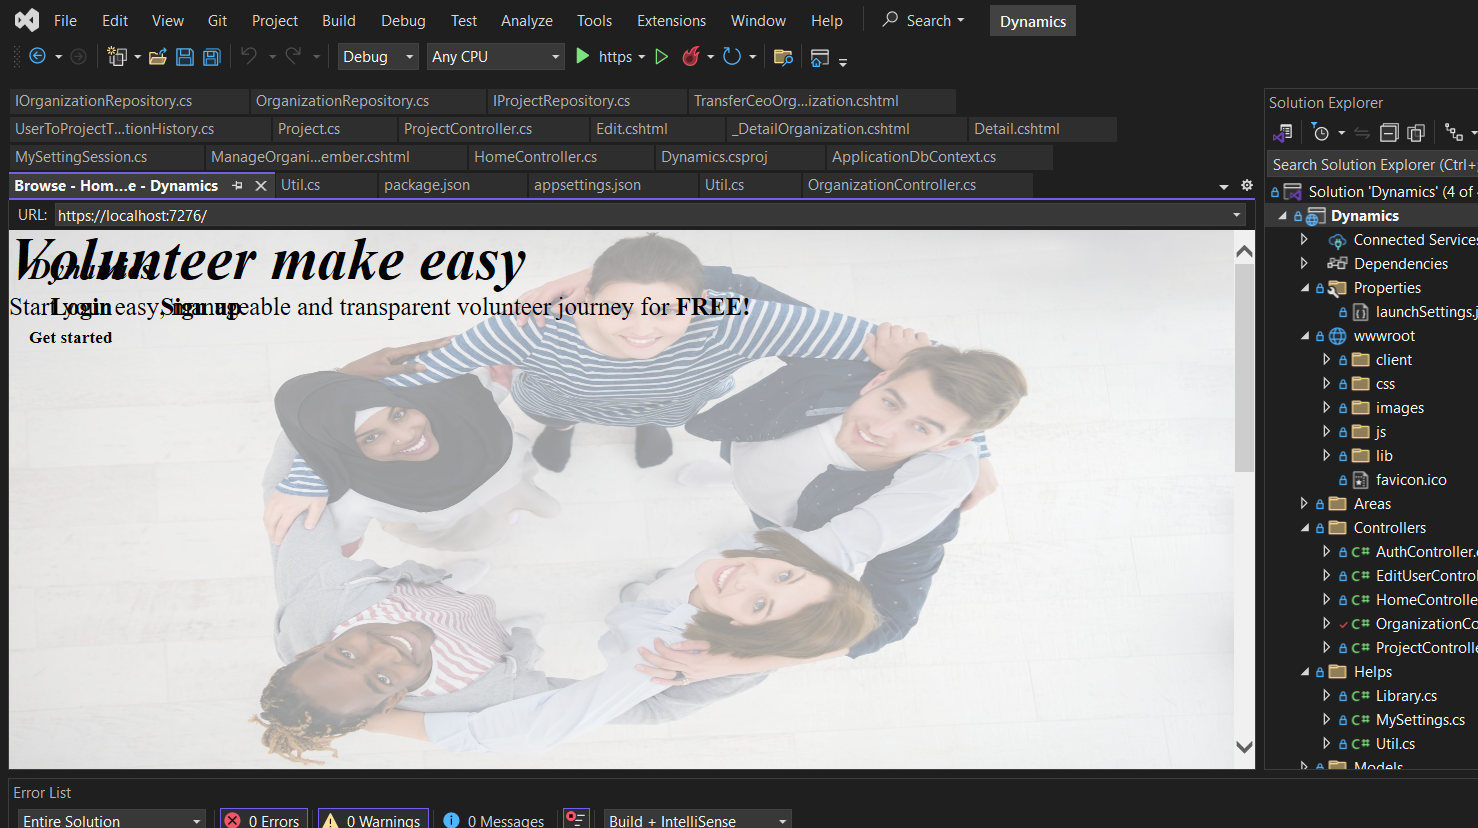 File Edit View Git Project Build Debug Test Analyze Tools Extensions Window Help Search Dynamics
Debug Any CPU https
IOrganizationRepository.cs OrganizationRepository.cs IProjectRepository.cs TransferCeoOrg...ization.cshtml
UserToProjectT...tionHistory.cs Project.cs ProjectController.cs Edit.cshtml _DetailOrganization.cshtml Detail.cshtml
MySettingSession.cs ManageOrgani...ember.cshtml HomeController.cs Dynamics.csproj ApplicationDbContext.cs
Browse - Hom...e - Dynamics Util.cs package.json appsettings.json Util.cs OrganizationController.cs
URL: https://localhost:7276/
Volunteer make easy
Dynamics
Start your easy, manageable and transparent volunteer journey for FREE!
Login Sign up
Get started
Solution Explorer
Search Solution Explorer (Ctrl+;
Solution 'Dynamics' (4 of
Dynamics
Connected Services
Dependencies
Properties
launchSettings.j
wwwroot
client
css
images
js
lib
favicon.ico
Areas
Controllers
AuthController.
EditUserControl
HomeControlle
OrganizationCo
ProjectControlle
Helps
Library.cs
MySettings.cs
Util.cs
Models
Error List
Entire Solution 0 Errors 0 Warnings 0 Messages Build + IntelliSense